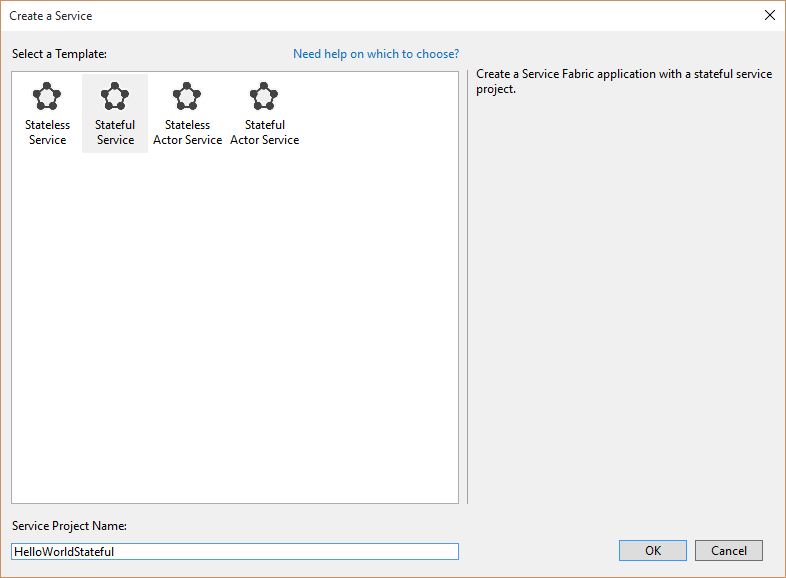 Create a Service
Select a Template:
Need help on which to choose?
Stateless
Service
Stateful
Service
Stateless
Actor Service
Stateful
Actor Service
Create a Service Fabric application with a stateful service
project.
Service Project Name:
HelloWorldStateful
OK
Cancel